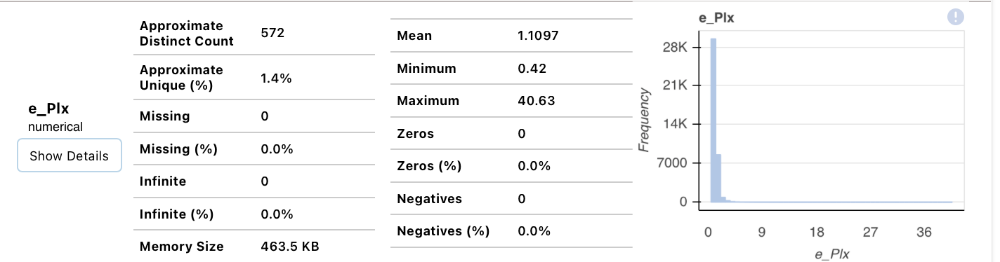 e_Plx
numerical
Show Details
Approximate
Distinct Count 572
Approximate
Unique (%) 1.4%
Missing 0
Missing (%) 0.0%
Infinite 0
Infinite (%) 0.0%
Memory Size 463.5 KB
Mean 1.1097
Minimum 0.42
Maximum 40.63
Zeros 0
Zeros (%) 0.0%
Negatives 0
Negatives (%) 0.0%
e_Plx
!
Frequency
28K
21K
14K
7000
0
0 9 18 27 36
e_Plx